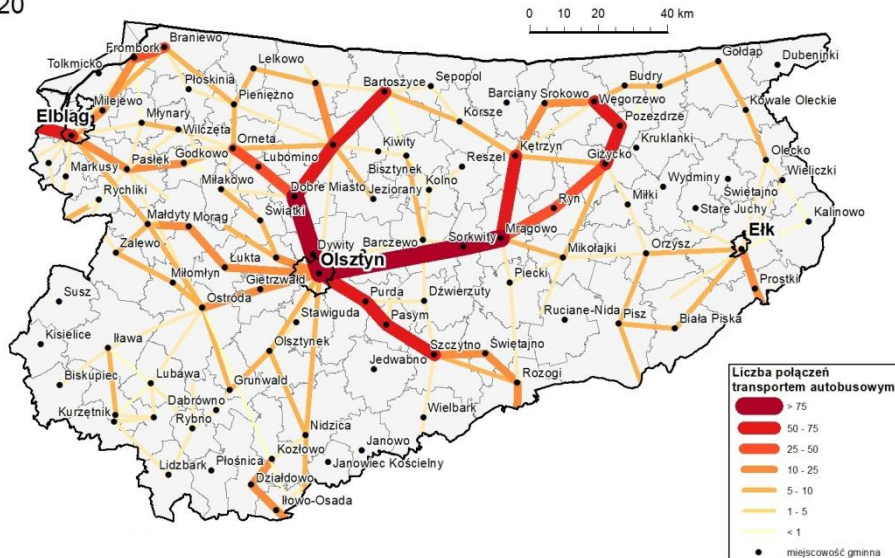 20
0 10 20 40 km
Braniewo
Frombork
Tolkmicko
Lelkowo
Gołdap
Dubeninki
Płoskinia
Bartoszyce
Sępopol
Budry
Barciany
Srokowo
Węgorzewo
Pieniężno
Milejewo
Elbląg
Młynary
Wilczęta
Korsze
Pozezdrze
Kowale Oleckie
Orneta
Kruklanki
Kiwity
Kętrzyn
Godkowo
Lubomino
Reszel
Giżycko
Olecko
Pasłęk
Markusy
Bisztynek
Wieliczki
Miłakowo
Dobre Miasto
Jeziorany
Kolno
Wydminy
Świętajno
Rychliki
Ryn
Miłki
Stare Juchy
Kalinowo
Świątki
Małdyty
Morąg
Mrągowo
Ełk
Zalewo
Dywity
Barczewo
Sorkwity
Mikołajki
Orzysz
Olsztyn
Łukta
Miłomłyn
Gietrzwałd
Piecki
Prostki
Susz
Purda
Dźwierzuty
Ostróda
Stawiguda
Pasym
Ruciane-Nida
Pisz
Biała Piska
Kisielice
Iława
Olsztynek
Szczytno
Świętajno
Jedwabno
Biskupiec
Lubawa
Grunwald
Rozogi
Dąbrówno
Kurzętnik
Rybno
Wielbark
Nidzica
Kozłowo
Janowo
Janowiec Kościelny
Lidzbark
Płośnica
Działdowo
Iłowo-Osada
Liczba połączeń
transportem autobusowym
> 75
50 - 75
25 - 50
10 - 25
5 - 10
1 - 5
< 1
miejscowość gminna